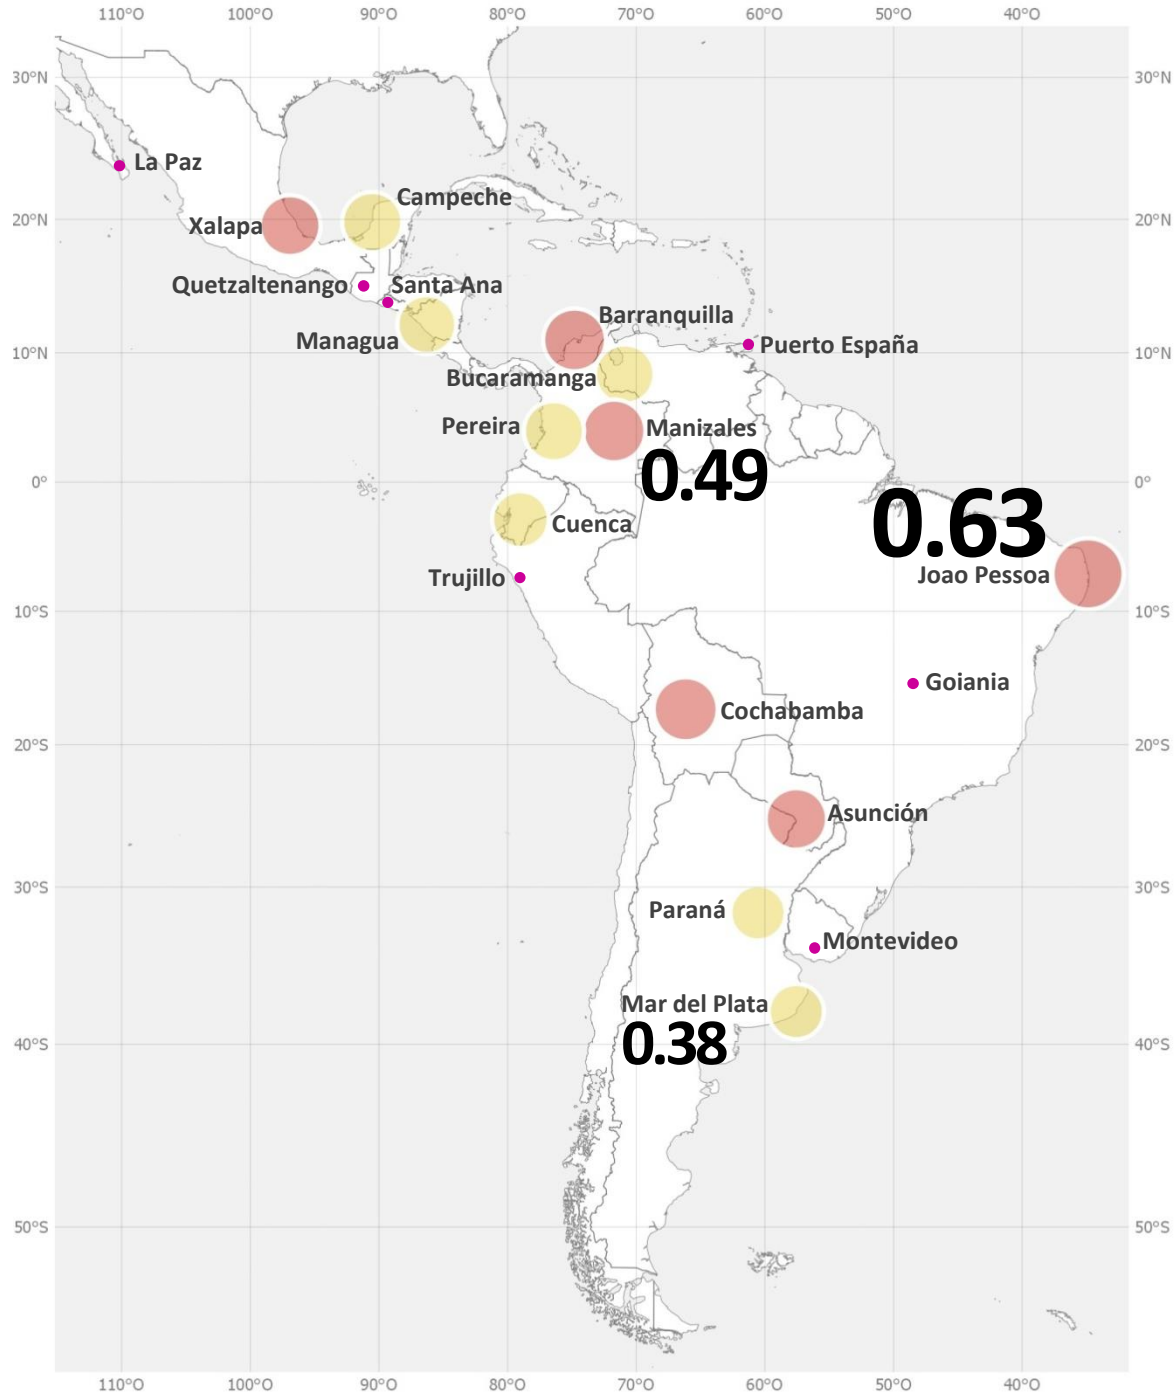 110°O 100°O 90°O 80°O 70°O 60°O 50°O 40°O
30°N 30°N
La Paz
Campeche
20°N 20°N
Xalapa
Quetzaltenango Santa Ana
Barranquilla
Managua
Puerto España
10°N 10°N
Bucaramanga
Pereira Manizales
0.49
0° 0°
0.63
Cuenca
Joao Pessoa
Trujillo
10°S 10°S
Goiania
Cochabamba
20°S 20°S
Asunción
30°S 30°S
Paraná
Montevideo
Mar del Plata
0.38
40°S 40°S
50°S 50°S
110°O 100°O 90°O 80°O 70°O 60°O 50°O 40°O